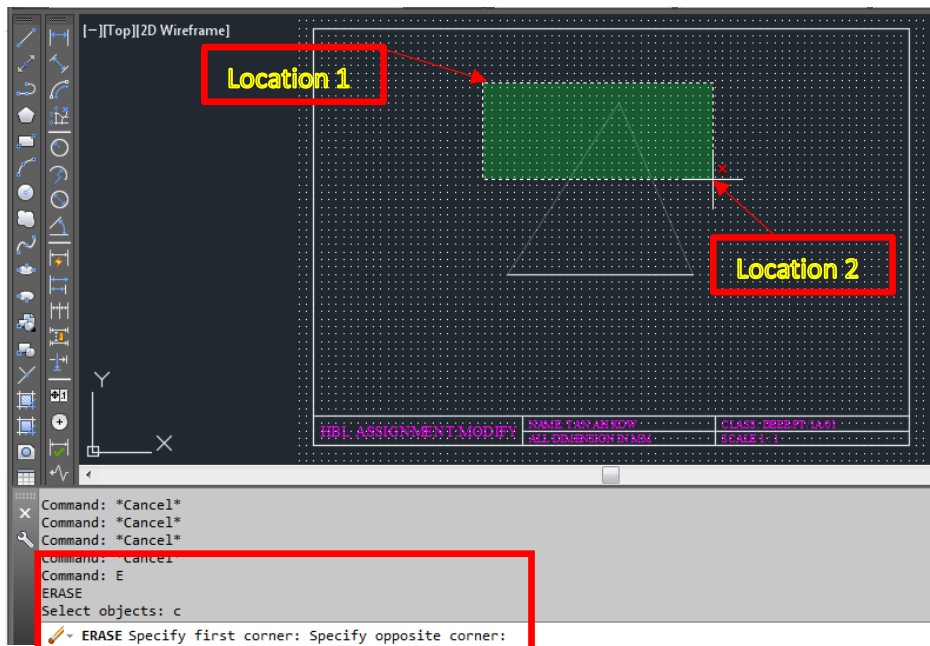 [−][Top][2D Wireframe]
Location 1
Location 2
Y
X
HBL ASSIGNMENT:MODIFY
NAME: TAN AH KOW
CLASS : DEEE/FT/1A/01
ALL DIMENSION IN MM
SCALE 1 : 1
Command: *Cancel*
Command: *Cancel*
Command: *Cancel*
Command: *Cancel*
Command: E
ERASE
Select objects: c
ERASE Specify first corner: Specify opposite corner: